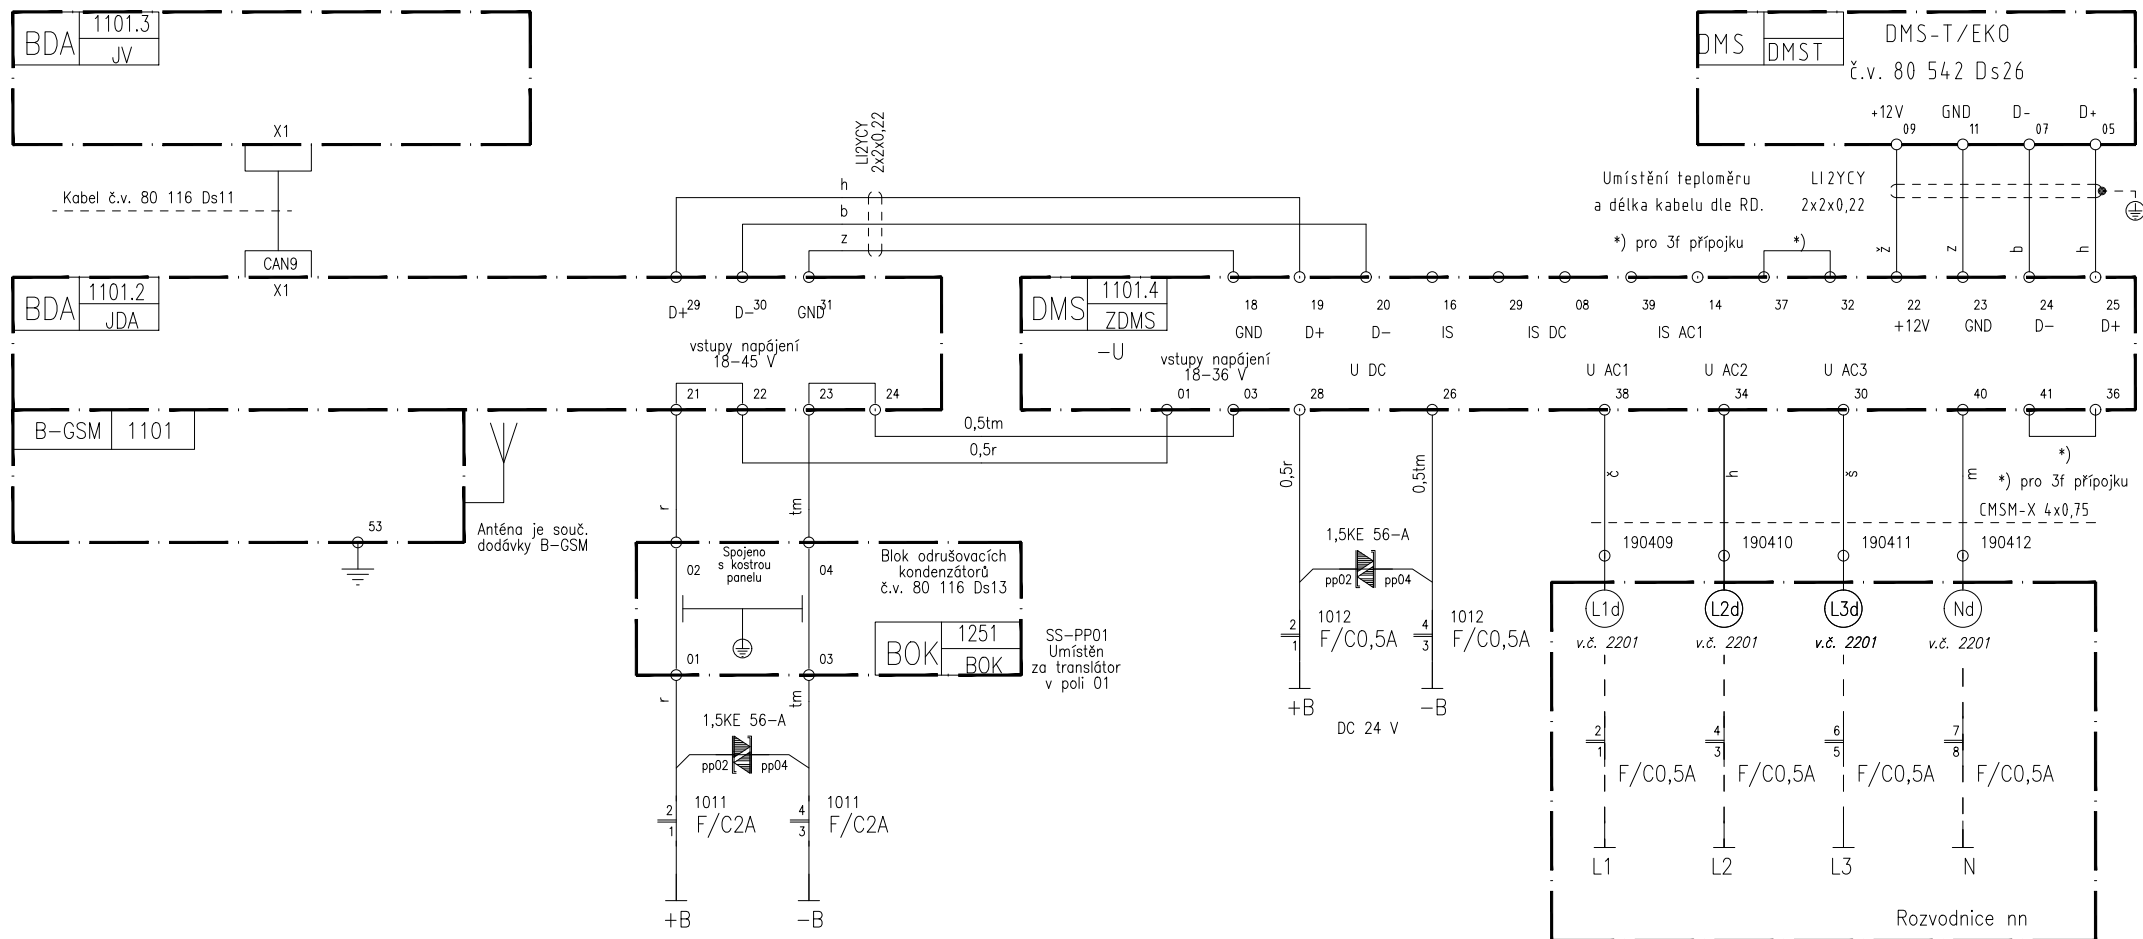 BDA
1101.3
JV
X1
Kabel č.v. 80 116 Ds11
CAN9
X1
BDA
1101.2
JDA
D+ 29
D- 30
GND 31
vstupy napájení
18-45 V
21
22
23
24
B-GSM
1101
53
Anténa je souč.
dodávky B-GSM
h
b
z
LI2YCY
2x2x0,22
0,5tm
0,5r
r
tm
02
Spojeno
s kostrou
panelu
04
Blok odrušovacích
kondenzátorů
č.v. 80 116 Ds13
01
03
BOK
1251
BOK
SS-PP01
Umístěn
za translátor
v poli 01
r
tm
1,5KE 56-A
pp02
pp04
2
1
1011
F/C2A
4
3
1011
F/C2A
+B
-B
DMS
DMST
DMS-T/EKO
č.v. 80 542 Ds26
+12V
GND
D-
D+
09
11
07
05
Umístění teploměru
a délka kabelu dle RD.
LI2YCY
2x2x0,22
*) pro 3f přípojku
*)
ž
z
b
h
DMS
1101.4
ZDMS
-U
18
19
20
16
29
08
39
14
37
32
22
23
24
25
GND
D+
D-
IS
IS DC
IS AC1
+12V
GND
D-
D+
vstupy napájení
18-36 V
U DC
U AC1
U AC2
U AC3
01
03
28
26
38
34
30
40
41
36
0,5r
0,5tm
č
h
š
m
*)
*) pro 3f přípojku
CMSM-X 4x0,75
1,5KE 56-A
pp02
pp04
2
1
1012
F/C0,5A
4
3
1012
F/C0,5A
+B
-B
DC 24 V
190409
190410
190411
190412
L1d
L2d
L3d
Nd
v.č. 2201
v.č. 2201
v.č. 2201
v.č. 2201
2
1
F/C0,5A
4
3
F/C0,5A
6
5
F/C0,5A
7
8
F/C0,5A
L1
L2
L3
N
Rozvodnice nn